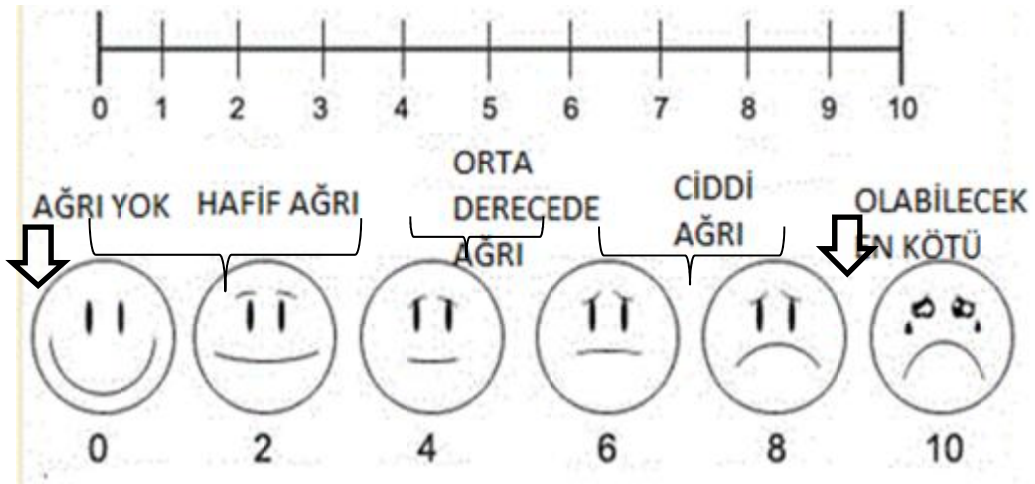 0 1 2 3 4 5 6 7 8 9 10
AĞRI YOK
HAFİF AĞRI
ORTA
DERECEDE
AĞRI
CİDDİ
AĞRI
OLABİLECEK
EN KÖTÜ
0 2 4 6 8 10